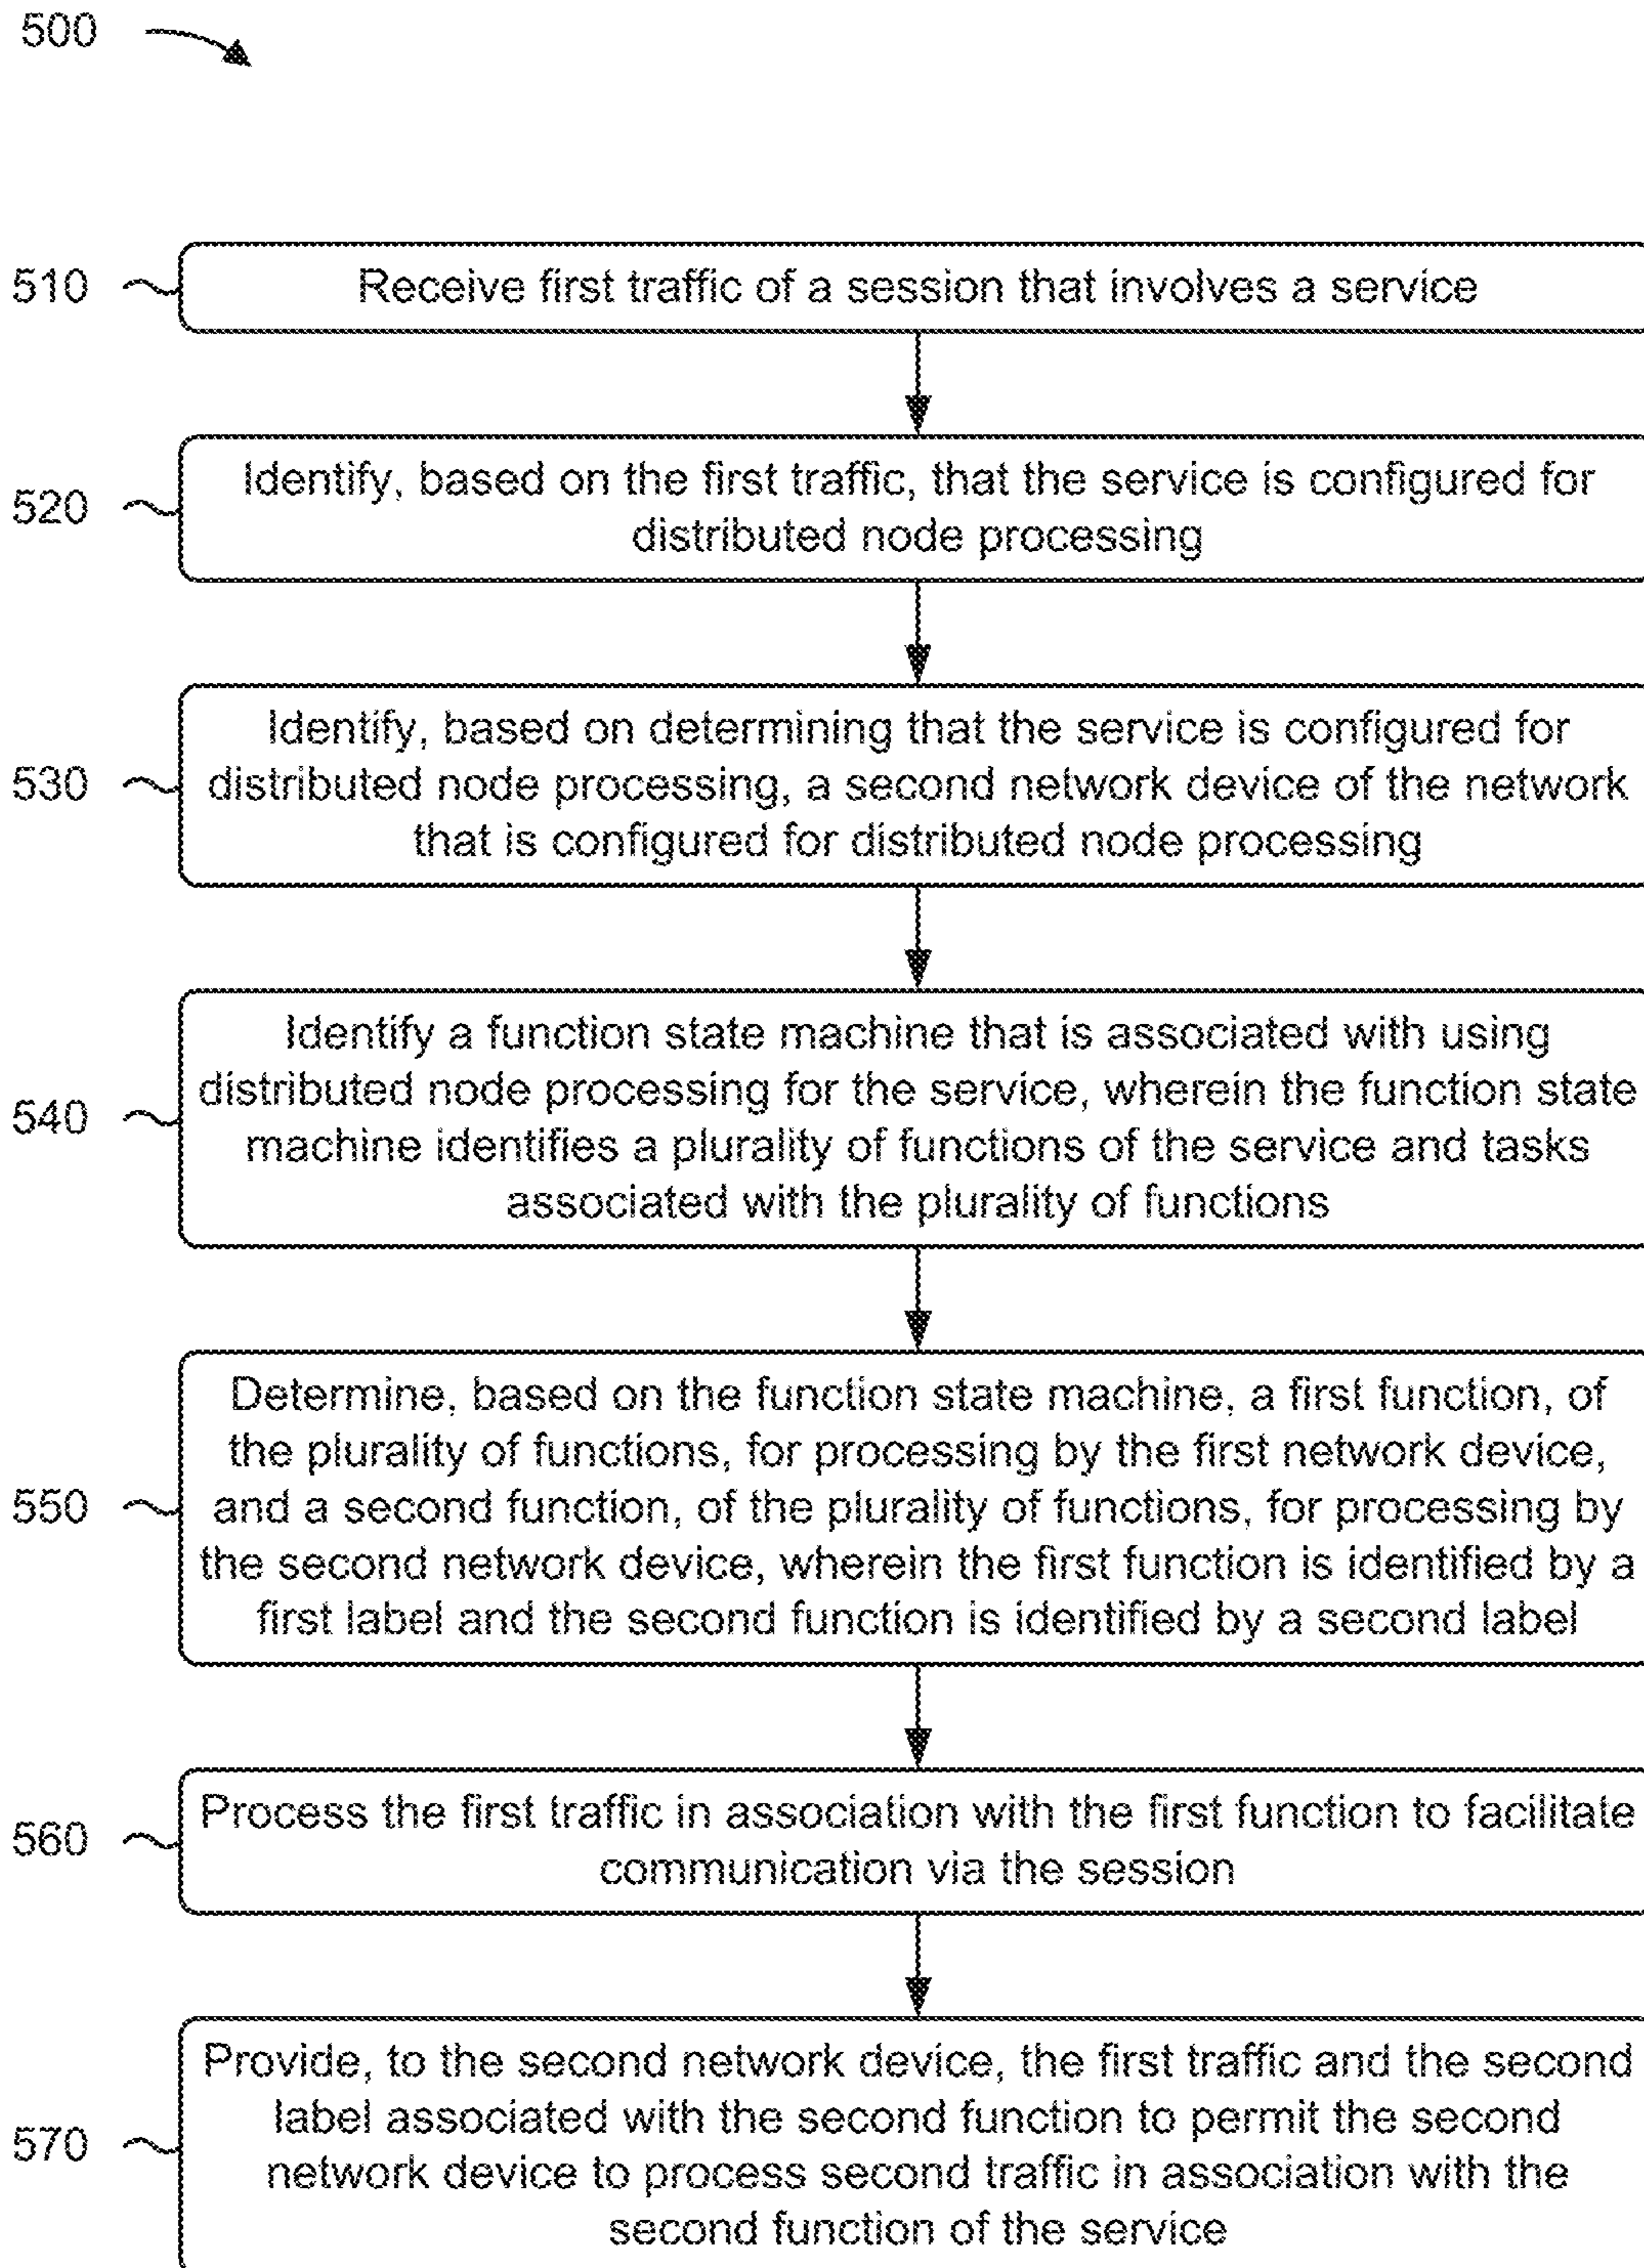 500
510
Receive first traffic of a session that involves a service
520
Identify, based on the first traffic, that the service is configured for
distributed node processing
530
Identify, based on determining that the service is configured for
distributed node processing, a second network device of the network
that is configured for distributed node processing
540
Identify a function state machine that is associated with using
distributed node processing for the service, wherein the function state
machine identifies a plurality of functions of the service and tasks
associated with the plurality of functions
550
Determine, based on the function state machine, a first function, of
the plurality of functions, for processing by the first network device,
and a second function, of the plurality of functions, for processing by
the second network device, wherein the first function is identified by a
first label and the second function is identified by a second label
560
Process the first traffic in association with the first function to facilitate
communication via the session
570
Provide, to the second network device, the first traffic and the second
label associated with the second function to permit the second
network device to process second traffic in association with the
second function of the service